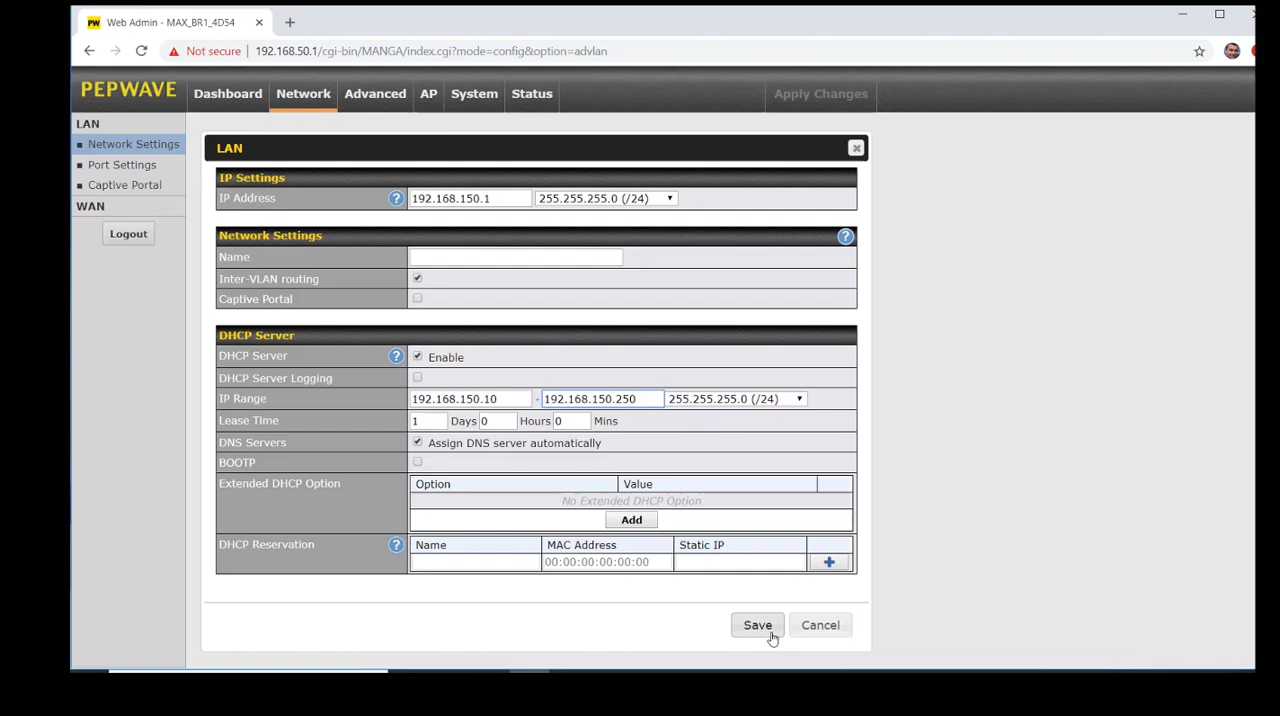 PW Web Admin - MAX_BR1_4D54
Not secure | 192.168.50.1/cgi-bin/MANGA/index.cgi?mode=config&option=advlan
PEPWAVE Dashboard Network Advanced AP System Status Apply Changes
LAN
Network Settings
Port Settings
Captive Portal
WAN
Logout
LAN
IP Settings
IP Address ? 192.168.150.1 255.255.255.0 (/24)
Network Settings ?
Name
Inter-VLAN routing
Captive Portal
DHCP Server
DHCP Server ? Enable
DHCP Server Logging
IP Range 192.168.150.10 - 192.168.150.250 255.255.255.0 (/24)
Lease Time 1 Days 0 Hours 0 Mins
DNS Servers Assign DNS server automatically
BOOTP
Extended DHCP Option Option Value
No Extended DHCP Option
Add
DHCP Reservation ? Name MAC Address Static IP
00:00:00:00:00:00
Save Cancel